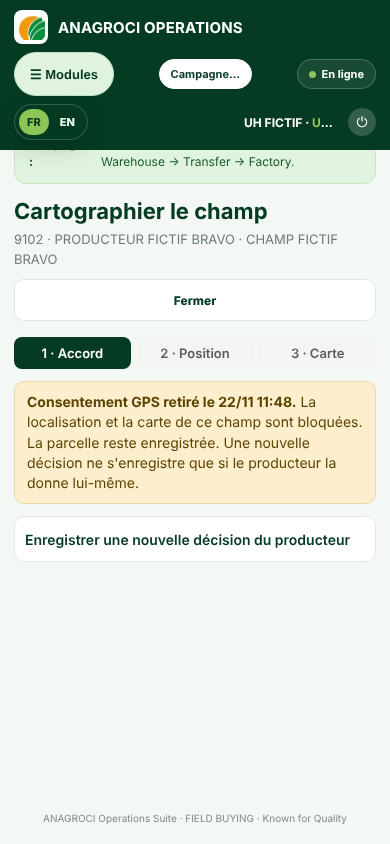 ANAGROCI OPERATIONS
☰ Modules
Campagne...
En ligne
FR
EN
UH FICTIF · U...
:
Warehouse → Transfer → Factory.
Cartographier le champ
9102 · PRODUCTEUR FICTIF BRAVO · CHAMP FICTIF
BRAVO
Fermer
1 · Accord
2 · Position
3 · Carte
Consentement GPS retiré le 22/11 11:48. La
localisation et la carte de ce champ sont bloquées.
La parcelle reste enregistrée. Une nouvelle
décision ne s'enregistre que si le producteur la
donne lui-même.
Enregistrer une nouvelle décision du producteur
ANAGROCI Operations Suite · FIELD BUYING · Known for Quality